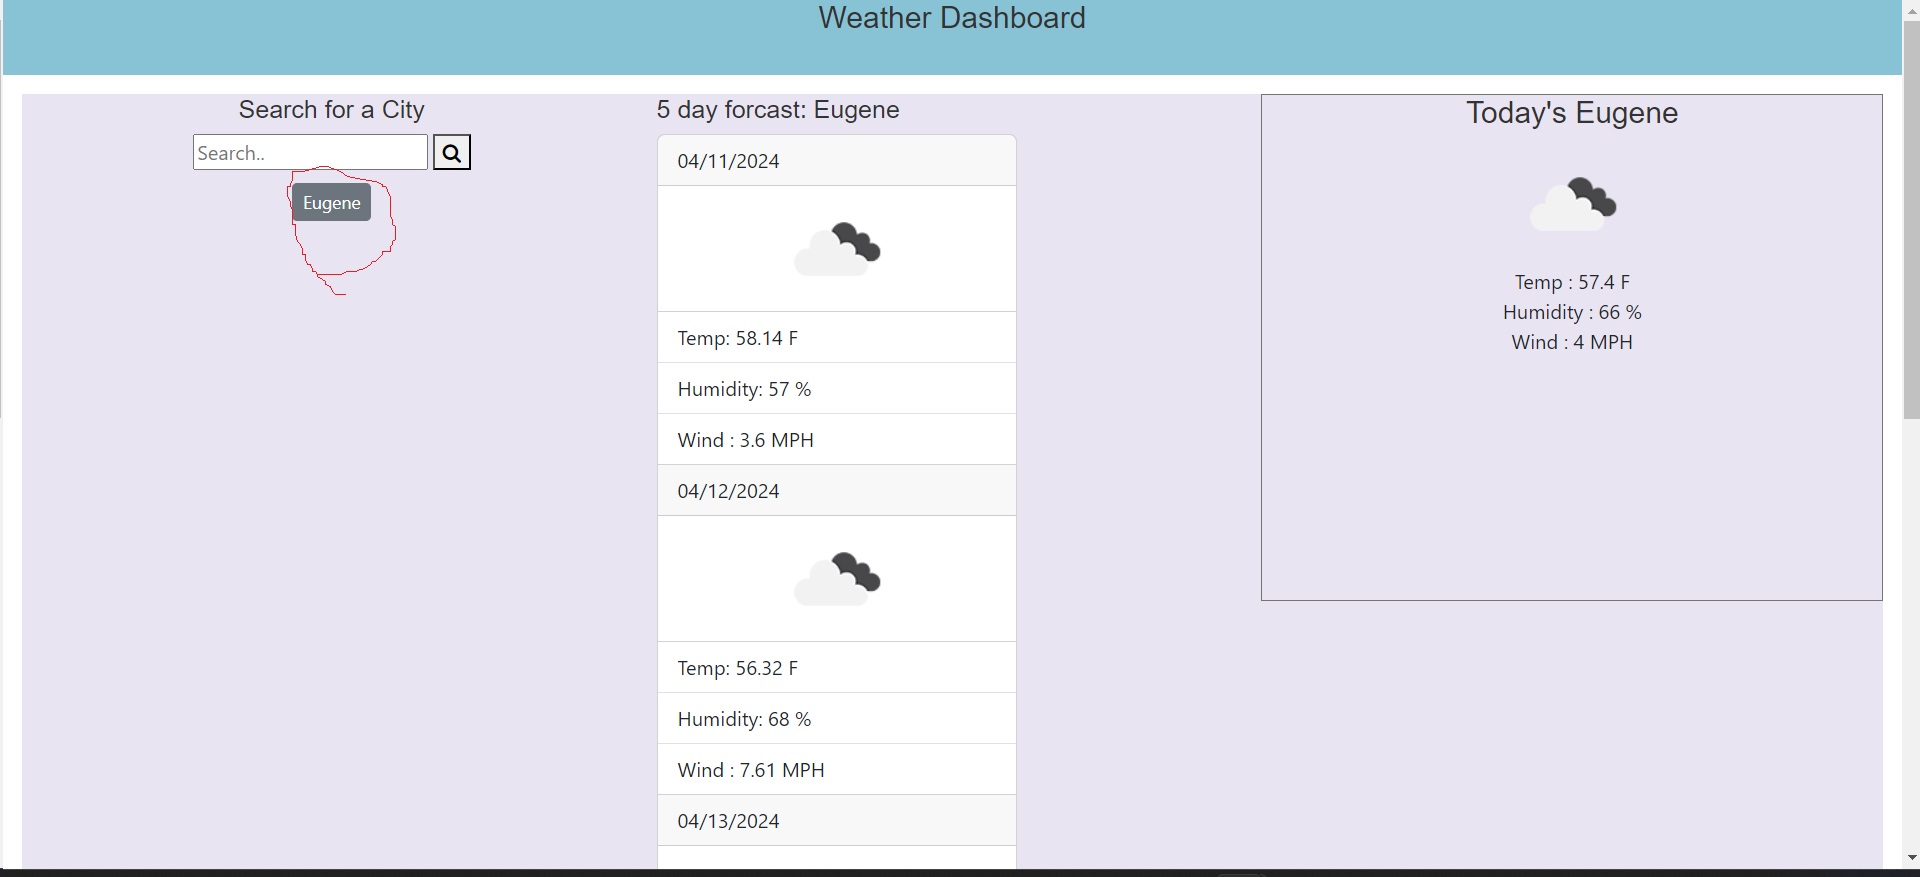 Weather Dashboard
Search for a City
Search..
Eugene
5 day forcast: Eugene
04/11/2024
Temp: 58.14 F
Humidity: 57 %
Wind : 3.6 MPH
04/12/2024
Temp: 56.32 F
Humidity: 68 %
Wind : 7.61 MPH
04/13/2024
Today's Eugene
Temp : 57.4 F
Humidity : 66 %
Wind : 4 MPH